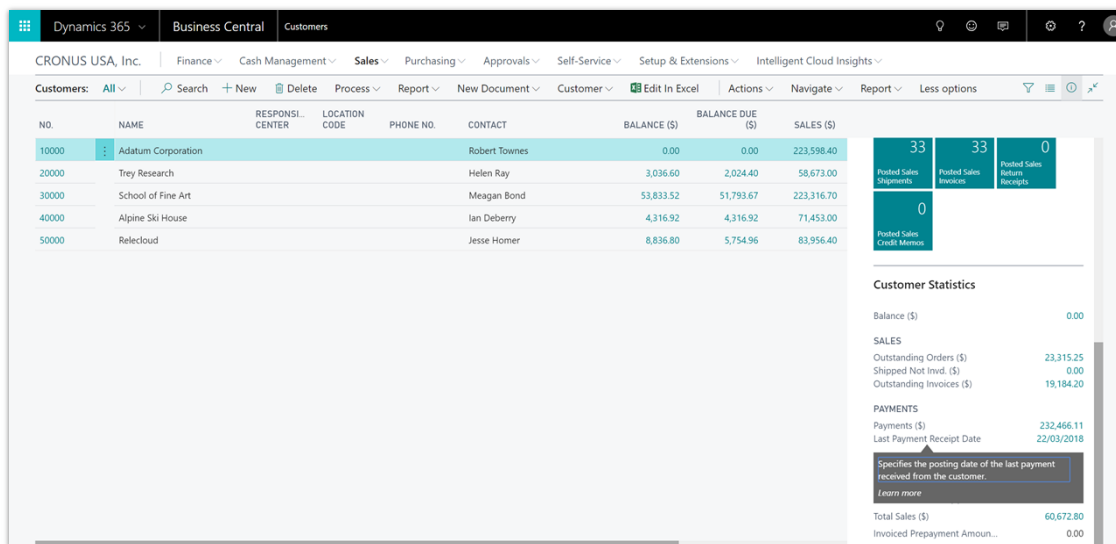 Dynamics 365 Business Central Customers ?
CRONUS USA, Inc. Finance Cash Management Sales Purchasing Approvals Self-Service Setup & Extensions Intelligent Cloud Insights
Customers: All Search + New Delete Process Report New Document Customer Edit In Excel Actions Navigate Report Less options
NO. NAME RESPONSI... CENTER LOCATION CODE PHONE NO. CONTACT BALANCE ($) BALANCE DUE ($) SALES ($)
10000 Adatum Corporation Robert Townes 0.00 0.00 223,598.40
20000 Trey Research Helen Ray 3,036.60 2,024.40 58,673.00
30000 School of Fine Art Meagan Bond 53,833.52 51,793.67 223,316.70
40000 Alpine Ski House Ian Deberry 4,316.92 4,316.92 71,453.00
50000 Relecloud Jesse Homer 8,836.80 5,754.96 83,956.40
33
Posted Sales
Shipments
33
Posted Sales
Invoices
0
Posted Sales
Return
Receipts
0
Posted Sales
Credit Memos
Customer Statistics
Balance ($) 0.00
SALES
Outstanding Orders ($) 23,315.25
Shipped Not Invd. ($) 0.00
Outstanding Invoices ($) 19,184.20
PAYMENTS
Payments ($) 232,466.11
Last Payment Receipt Date 22/03/2018
Specifies the posting date of the last payment
received from the customer.
Learn more
Total Sales ($) 60,672.80
Invoiced Prepayment Amoun... 0.00